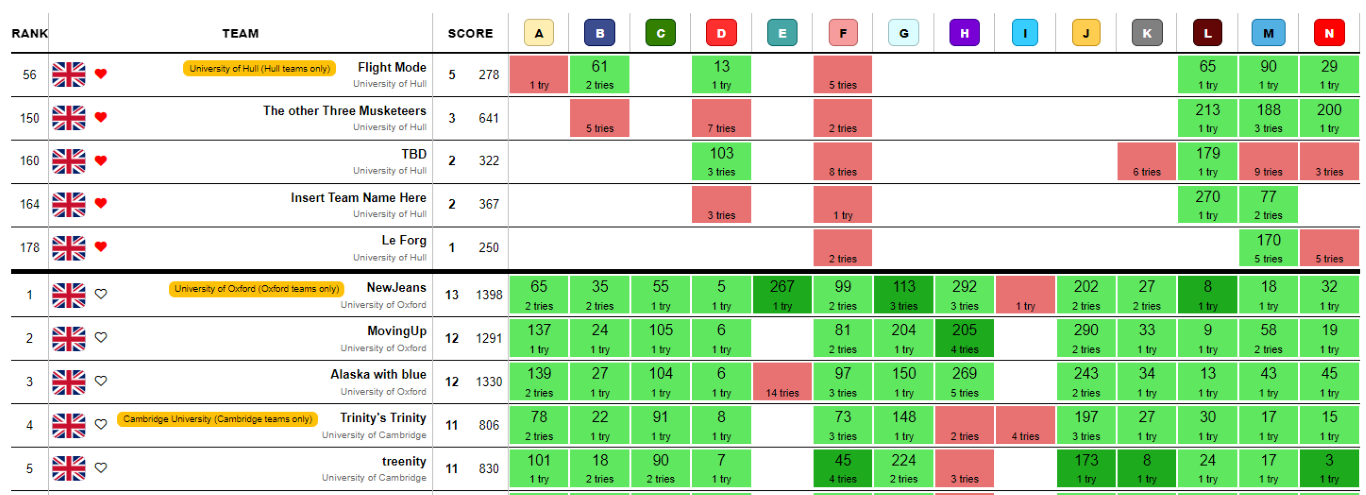 RANK TEAM SCORE A B C D E F G H I J K L M N
56 University of Hull (Hull teams only) Flight Mode 5 278 61 13 65 90 29
University of Hull 1 try 2 tries 1 try 5 tries 1 try 1 try 1 try
150 The other Three Musketeers 3 641 213 188 200
University of Hull 5 tries 7 tries 2 tries 1 try 3 tries 1 try
160 TBD 2 322 103 179
University of Hull 3 tries 8 tries 6 tries 1 try 9 tries 3 tries
164 Insert Team Name Here 2 367 270 77
University of Hull 3 tries 1 try 1 try 2 tries
178 Le Forg 1 250 170
University of Hull 2 tries 5 tries 5 tries
1 University of Oxford (Oxford teams only) NewJeans 13 1398 65 35 55 5 267 99 113 292 202 27 8 18 32
University of Oxford 2 tries 2 tries 1 try 1 try 1 try 2 tries 3 tries 3 tries 1 try 2 tries 2 tries 1 try 1 try 1 try
2 MovingUp 12 1291 137 24 105 6 81 204 205 290 33 9 58 19
University of Oxford 1 try 1 try 1 try 1 try 2 tries 1 try 4 tries 2 tries 1 try 1 try 2 tries 1 try
3 Alaska with blue 12 1330 139 27 104 6 97 150 269 243 34 13 43 45
University of Oxford 2 tries 1 try 1 try 1 try 14 tries 3 tries 1 try 5 tries 2 tries 1 try 1 try 1 try 1 try
4 Cambridge University (Cambridge teams only) Trinity's Trinity 11 806 78 22 91 8 73 148 197 27 30 17 15
University of Cambridge 2 tries 1 try 1 try 1 try 3 tries 1 try 2 tries 4 tries 3 tries 1 try 1 try 1 try 1 try
5 treenity 11 830 101 18 90 7 45 224 173 8 24 17 3
University of Cambridge 1 try 2 tries 2 tries 1 try 4 tries 2 tries 3 tries 1 try 1 try 1 try 1 try 1 try